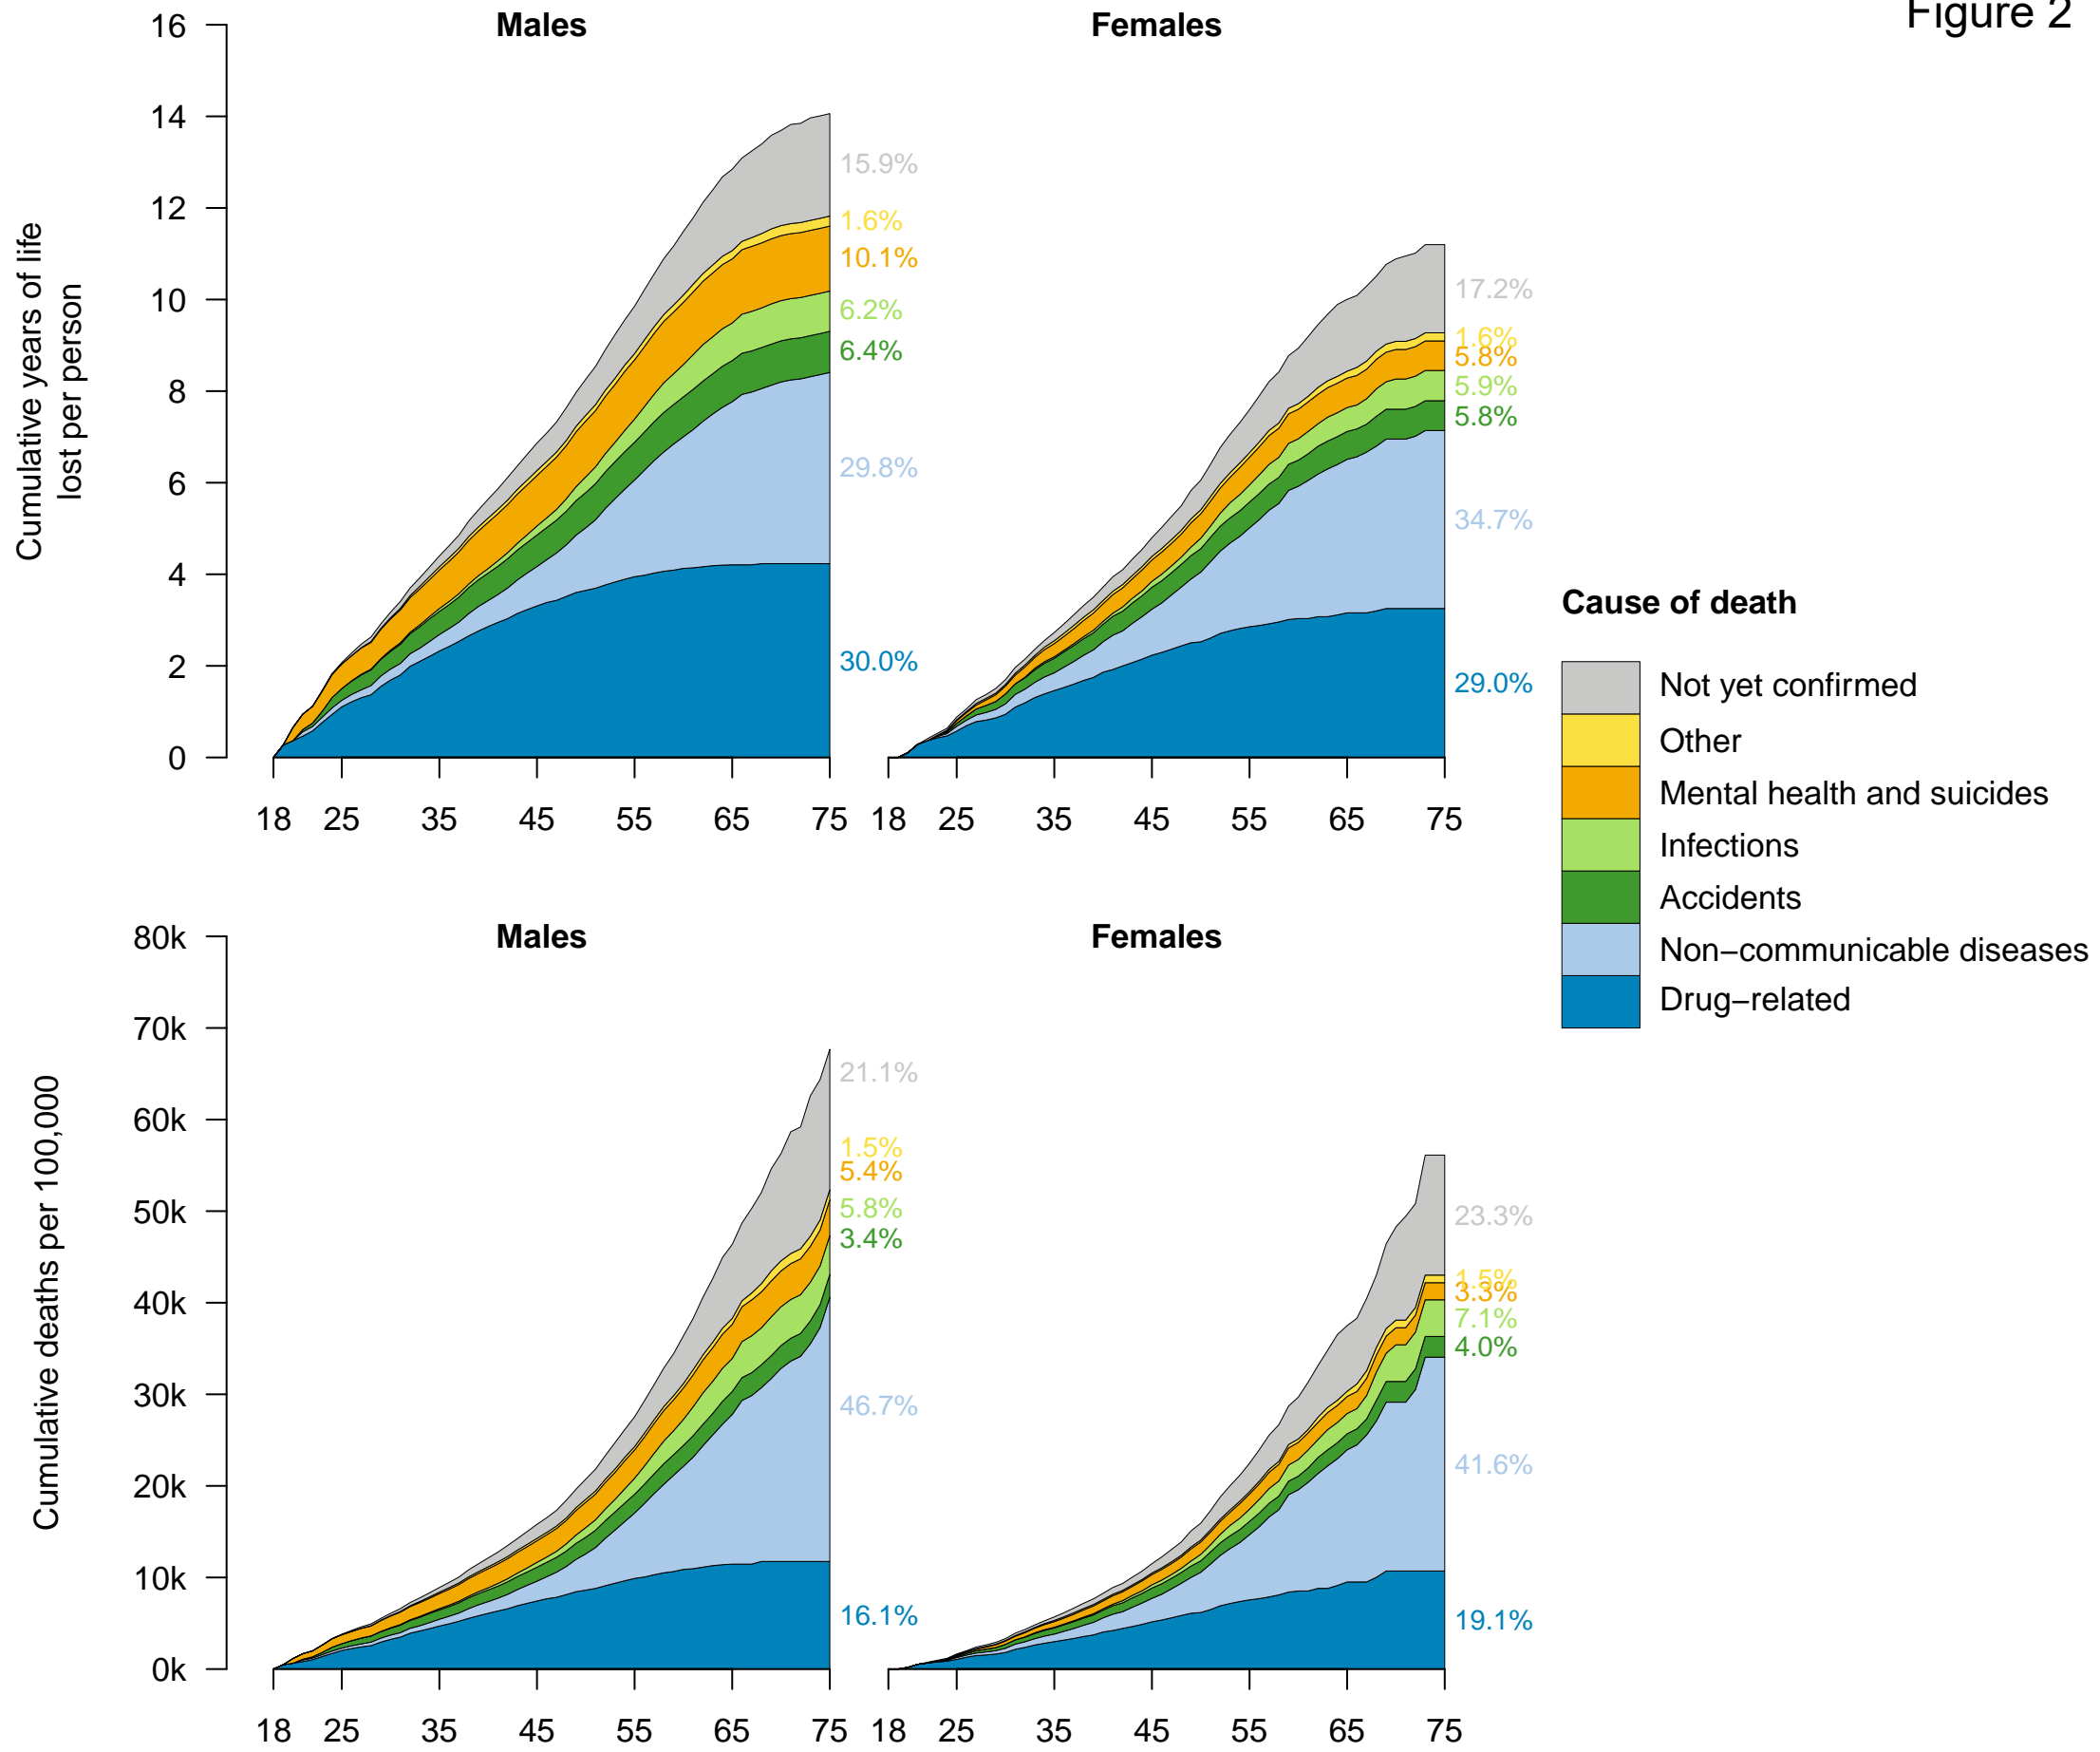 Figure 2
Males
Females
Cumulative years of life
lost per person
16
14
12
10
8
6
4
2
0
15.9%
1.6%
10.1%
6.2%
6.4%
29.8%
30.0%
17.2%
1.6%
5.8%
5.9%
5.8%
34.7%
29.0%
18 25 35 45 55 65 75
18 25 35 45 55 65 75
Cause of death
Not yet confirmed
Other
Mental health and suicides
Infections
Accidents
Non−communicable diseases
Drug−related
Males
Females
Cumulative deaths per 100,000
80k
70k
60k
50k
40k
30k
20k
10k
0k
21.1%
1.5%
5.4%
5.8%
3.4%
46.7%
16.1%
23.3%
1.5%
3.3%
7.1%
4.0%
41.6%
19.1%
18 25 35 45 55 65 75
18 25 35 45 55 65 75